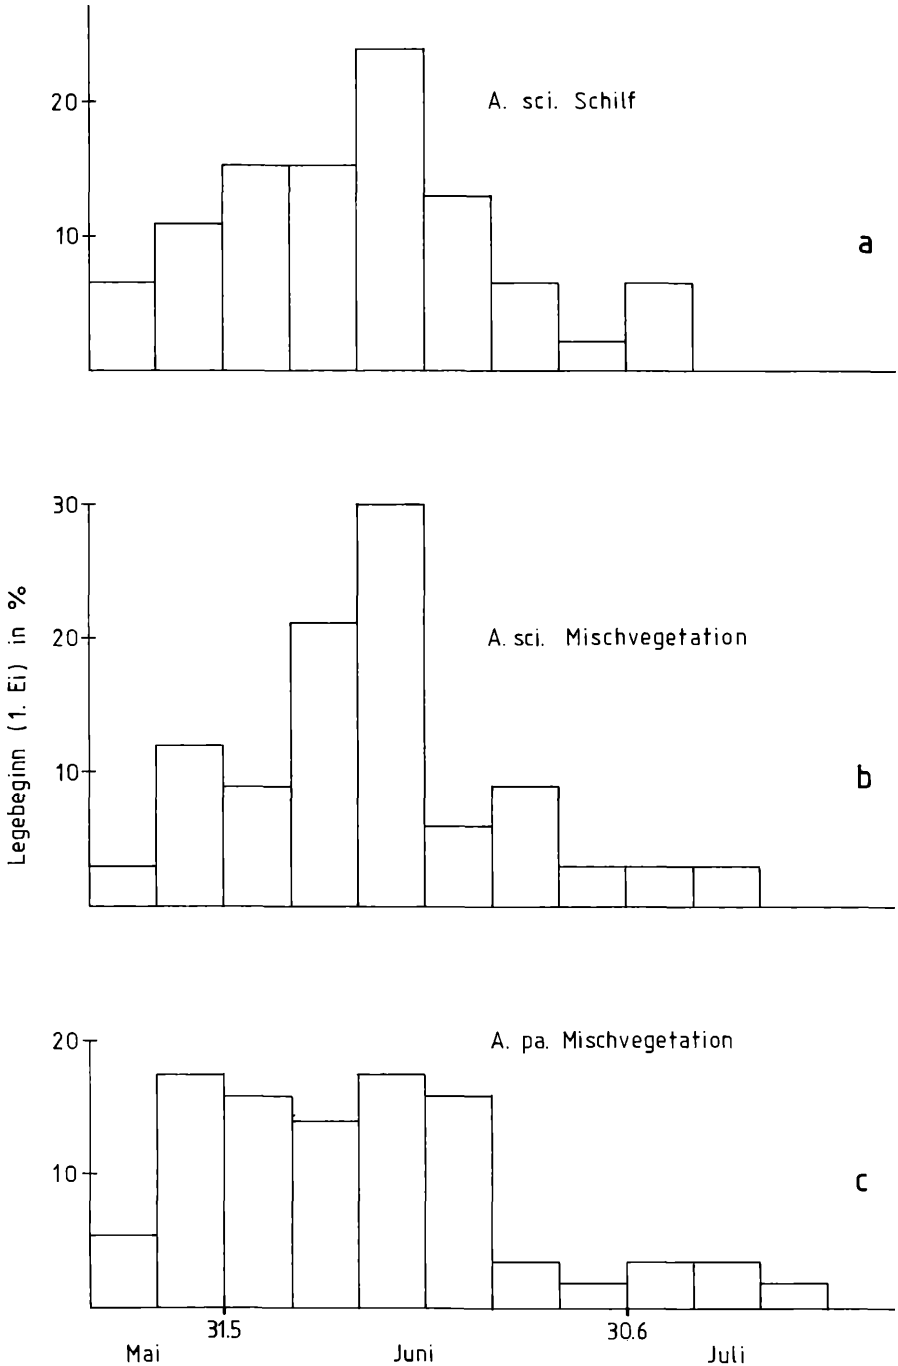 20
A. sci. Schilf
10
a
Legebeginn (1. Ei) in %
30
20
A. sci. Mischvegetation
10
b
20
A. pa. Mischvegetation
10
c
31.5 30.6
Mai Juni Juli